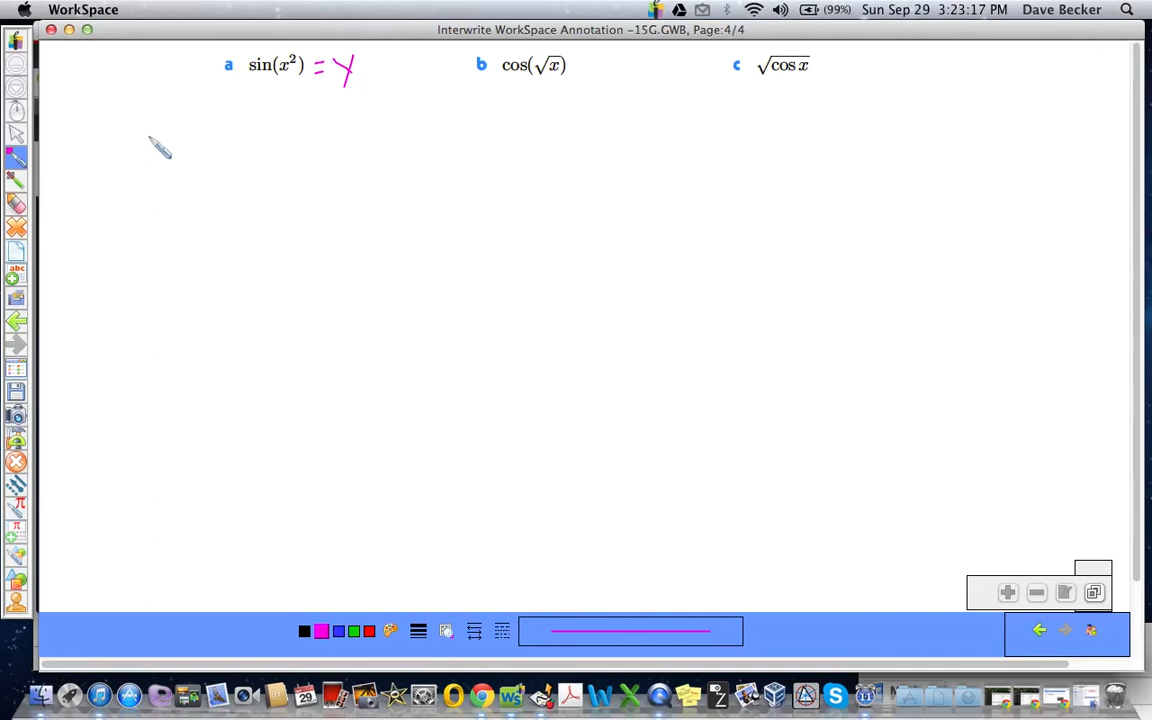 WorkSpace
(99%) Sun Sep 29 3:23:17 PM Dave Becker
Interwrite WorkSpace Annotation -15G.GWB, Page:4/4
a sin(x²) = y b cos(√x) c √cos x
abc
π
π